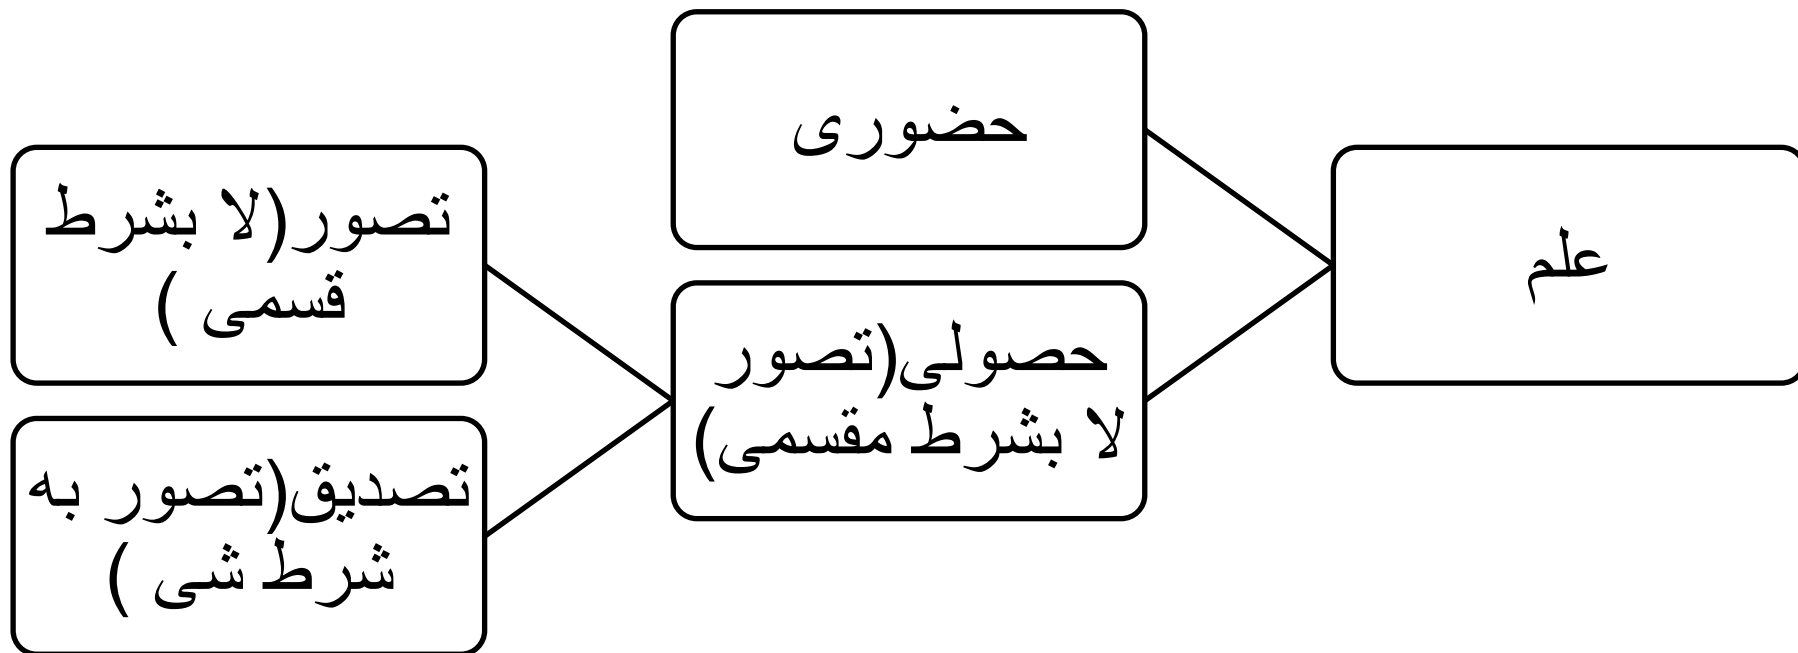 علم
حضوری
حصولی(تصور
لا بشرط مقسمی)
تصور(لا بشرط
قسمی )
تصدیق(تصور به
شرط شی )